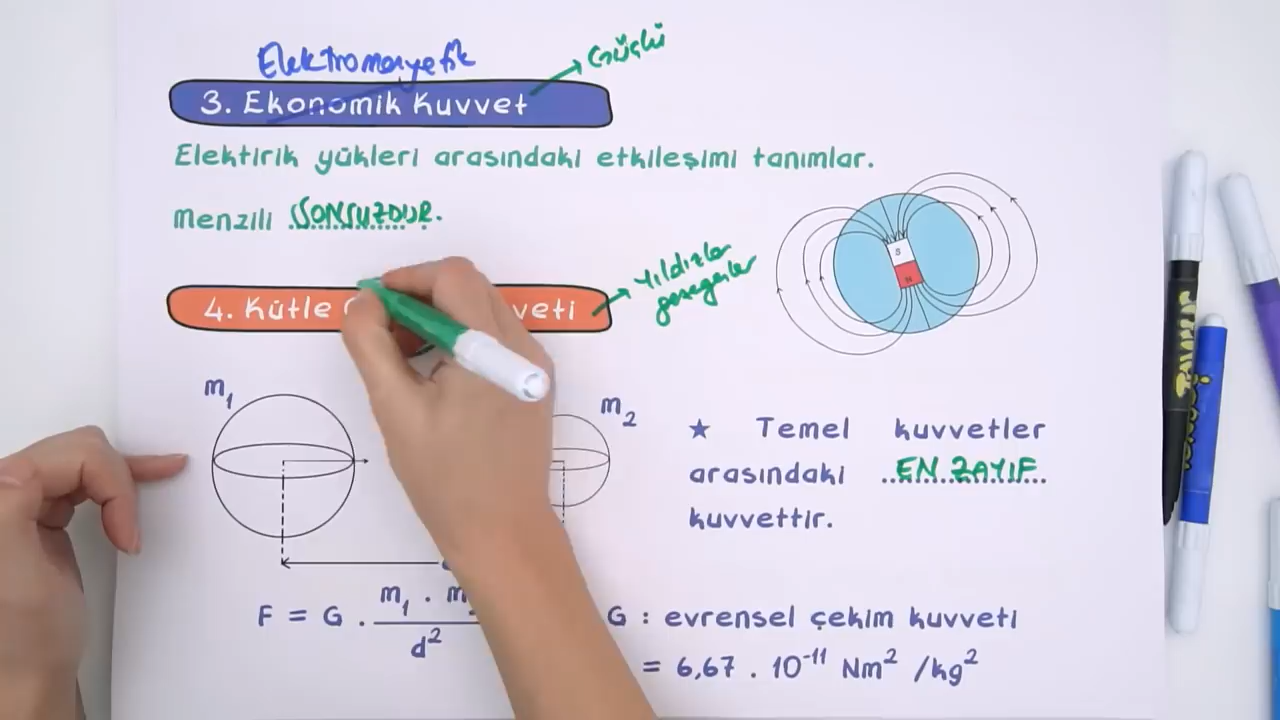 Elektromanyetik
Güçlü
3. Ekonomik Kuvvet
Elektirik yükleri arasındaki etkileşimi tanımlar.
menzili SONSUZDUR.
Yıldızlar
gezegenler
4. Kütle
veti
S
N
m₁
m₂
★ Temel kuvvetler
arasındaki EN ZAYIF
kuvvettir.
F = G . m₁ . m
d²
G : evrensel çekim kuvveti
= 6,67 . 10⁻¹¹ Nm² /kg²